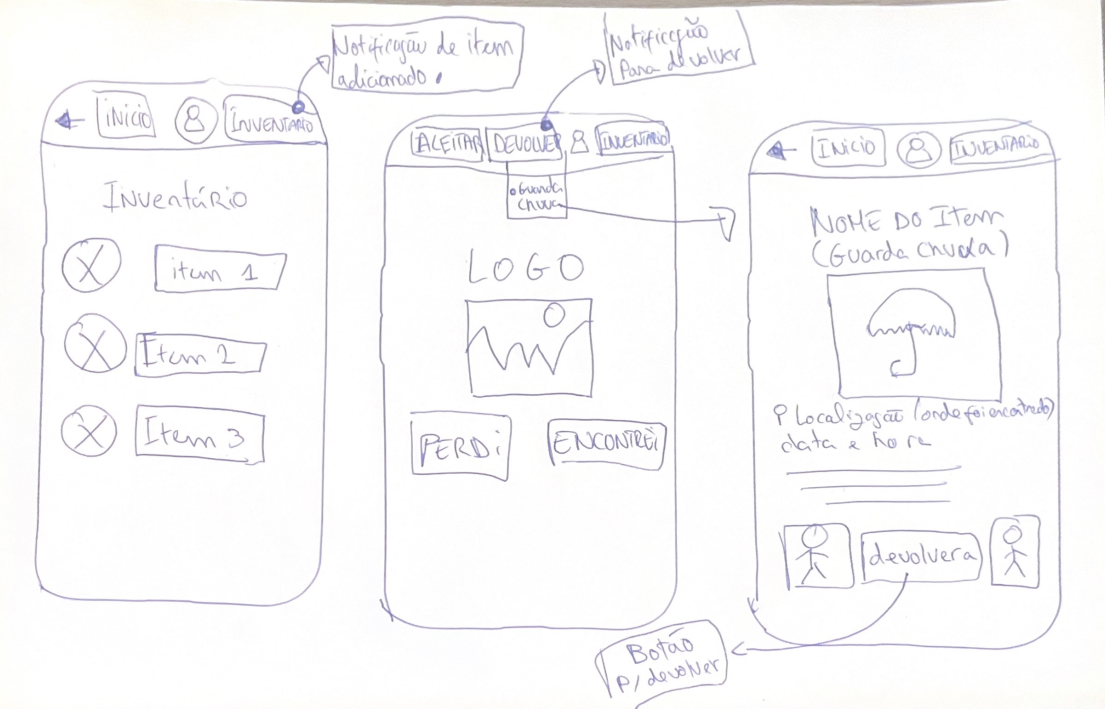 Notificação de item
adicionado.
INÍCIO
INVENTARIO
Inventário
item 1
Item 2
Item 3
Notificação
Para devolver
ACEITAR
DEVOLVER
INVENTARIO
Guarda
Chuva
LOGO
PERDi
ENCONTREi
INICIO
INVENTARIO
NOME DO Item
(Guarda Chuva)
Localização (onde foi encontrado)
data e hora
devolvera
Botão
P/ devolver